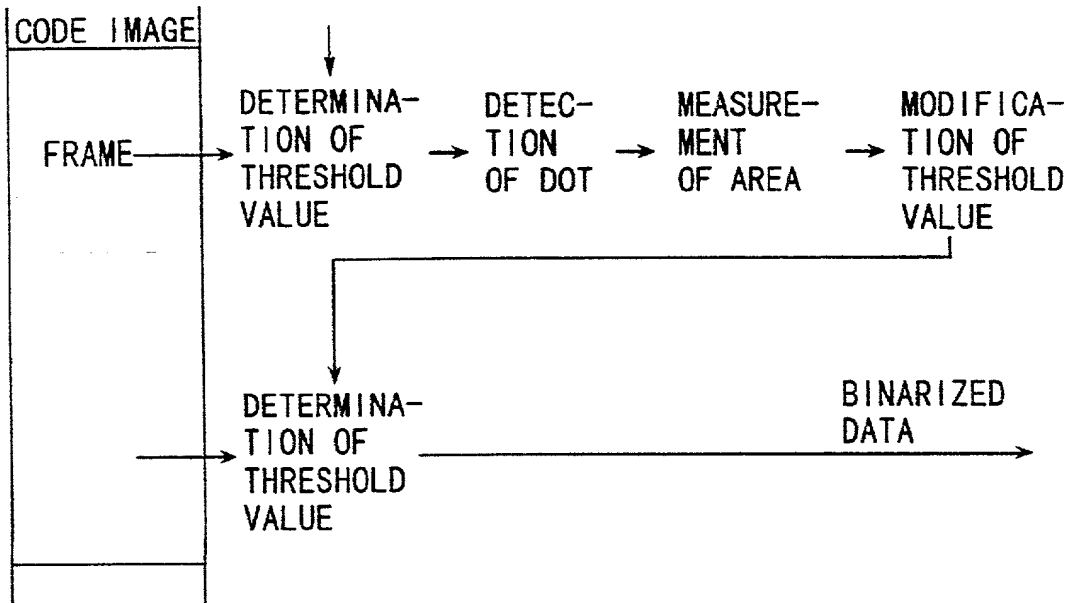 CODE IMAGE
FRAME
DETERMINA-
TION OF
THRESHOLD
VALUE
DETEC-
TION
OF DOT
MEASURE-
MENT
OF AREA
MODIFICA-
TION OF
THRESHOLD
VALUE
DETERMINA-
TION OF
THRESHOLD
VALUE
BINARIZED
DATA